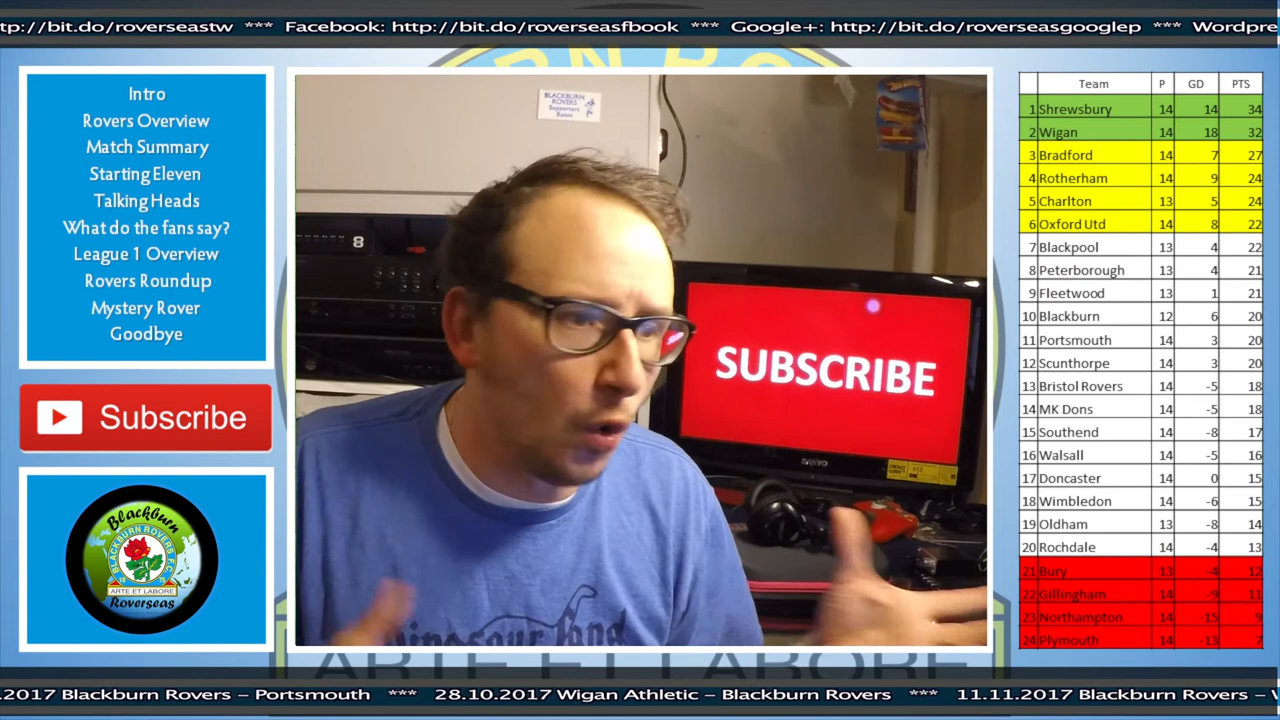 tp://bit.do/roverseastw *** Facebook: http://bit.do/roverseasfbook *** Google+: http://bit.do/roverseasgooglep *** Wordpre
Intro
Rovers Overview
Match Summary
Starting Eleven
Talking Heads
What do the fans say?
League 1 Overview
Rovers Roundup
Mystery Rover
Goodbye
Subscribe
Blackburn
BLACKBURN ROVERS F.C.
ARTE ET LABORE
Roverseas
BLACKBURN
ROVERS
Supporters
Room
8
SUBSCRIBE
SANYO
Dinosaur Land
ARTE ET LABORE
Team P GD PTS
1 Shrewsbury 14 14 34
2 Wigan 14 18 32
3 Bradford 14 7 27
4 Rotherham 14 9 24
5 Charlton 13 5 24
6 Oxford Utd 14 8 22
7 Blackpool 13 4 22
8 Peterborough 13 4 21
9 Fleetwood 13 1 21
10 Blackburn 12 6 20
11 Portsmouth 14 3 20
12 Scunthorpe 14 3 20
13 Bristol Rovers 14 -5 18
14 MK Dons 14 -5 18
15 Southend 14 -8 17
16 Walsall 14 -5 16
17 Doncaster 14 0 15
18 Wimbledon 14 -6 15
19 Oldham 13 -8 14
20 Rochdale 14 -4 13
21 Bury 13 -4 12
22 Gillingham 14 -9 11
23 Northampton 14 -15 9
24 Plymouth 14 -13 7
.2017 Blackburn Rovers – Portsmouth *** 28.10.2017 Wigan Athletic – Blackburn Rovers *** 11.11.2017 Blackburn Rovers –